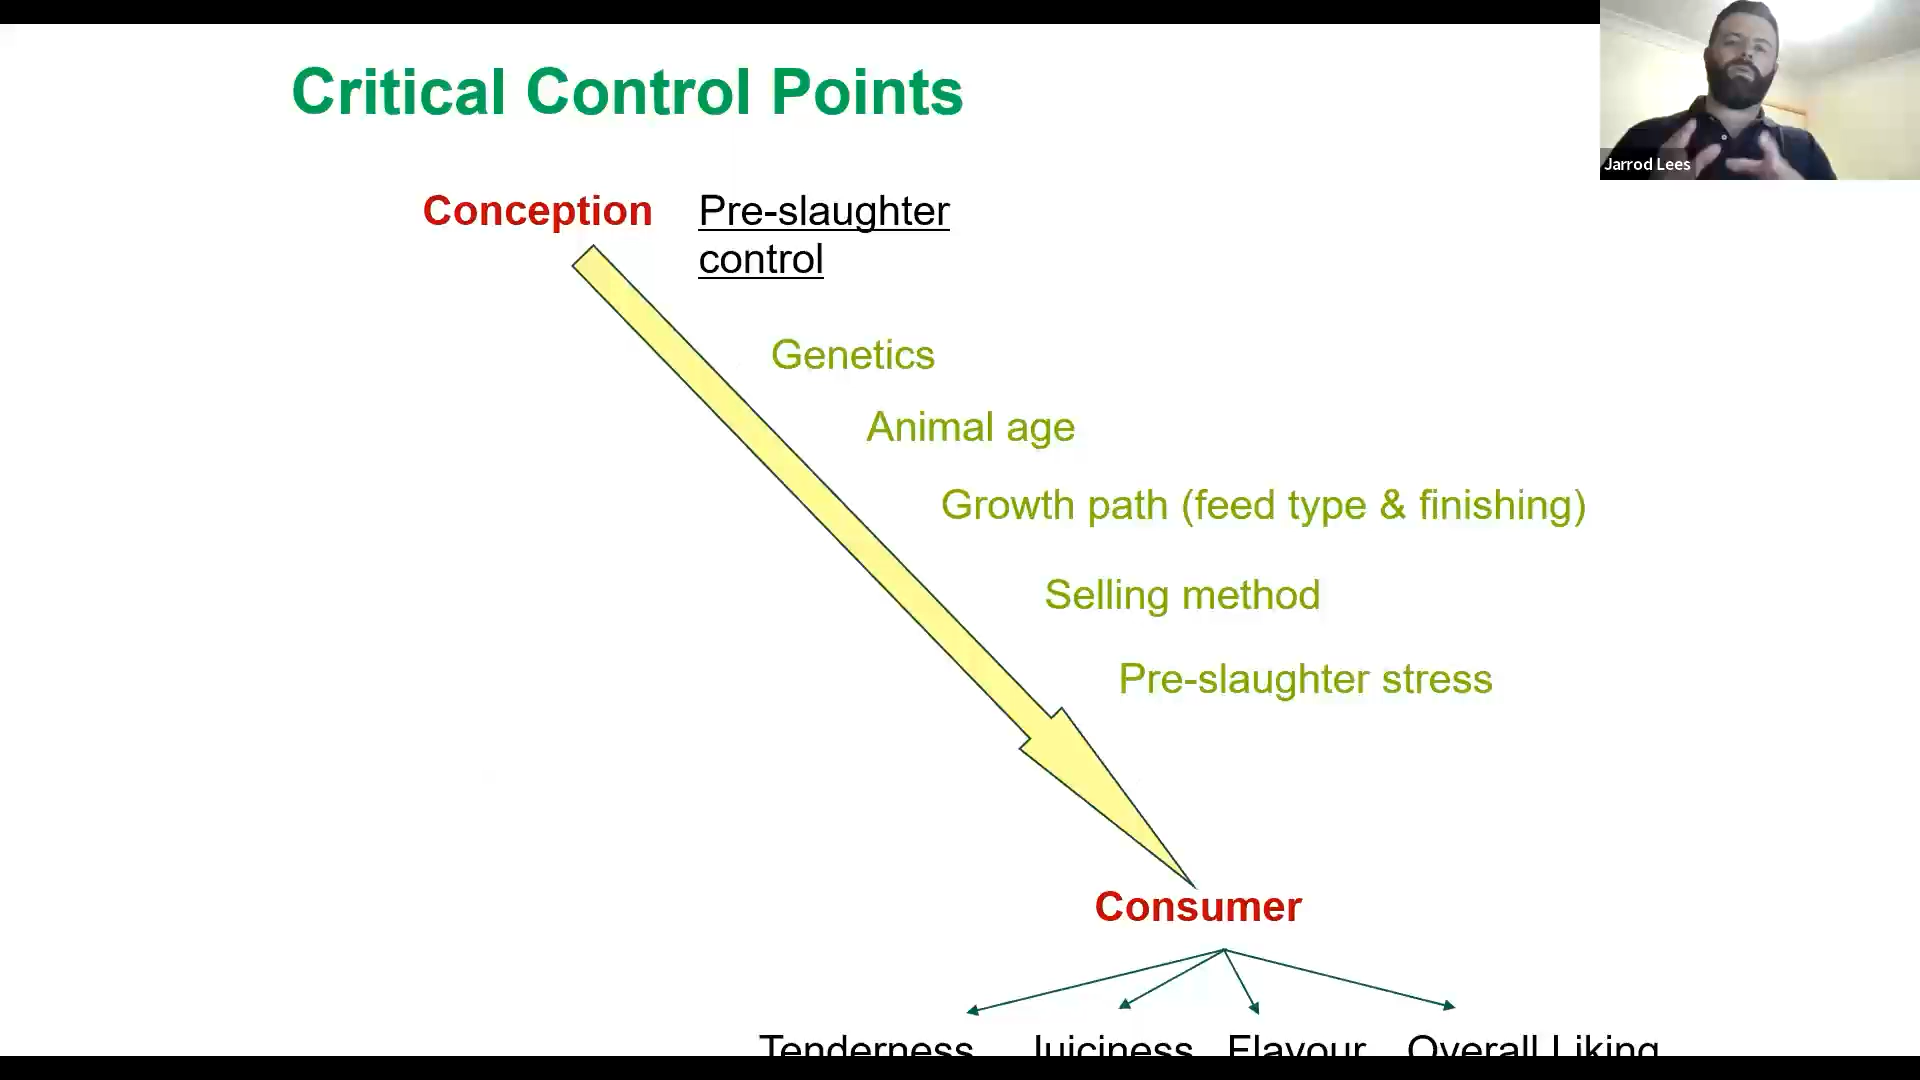 Critical Control Points
Jarrod Lees
Conception
Pre-slaughter
control
Genetics
Animal age
Growth path (feed type & finishing)
Selling method
Pre-slaughter stress
Consumer
Tenderness Juiciness Flavour Overall Liking